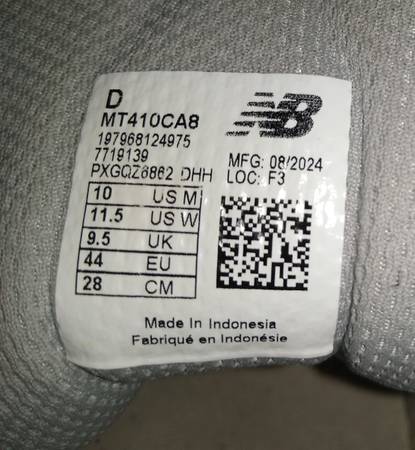 D
MT410CA8
197968124975
7719139
PXGQZ6862 DHH
MFG: 08/2024
LOC: F3
10 US M
11.5 US W
9.5 UK
44 EU
28 CM
Made In Indonesia
Fabriqué en Indonésie